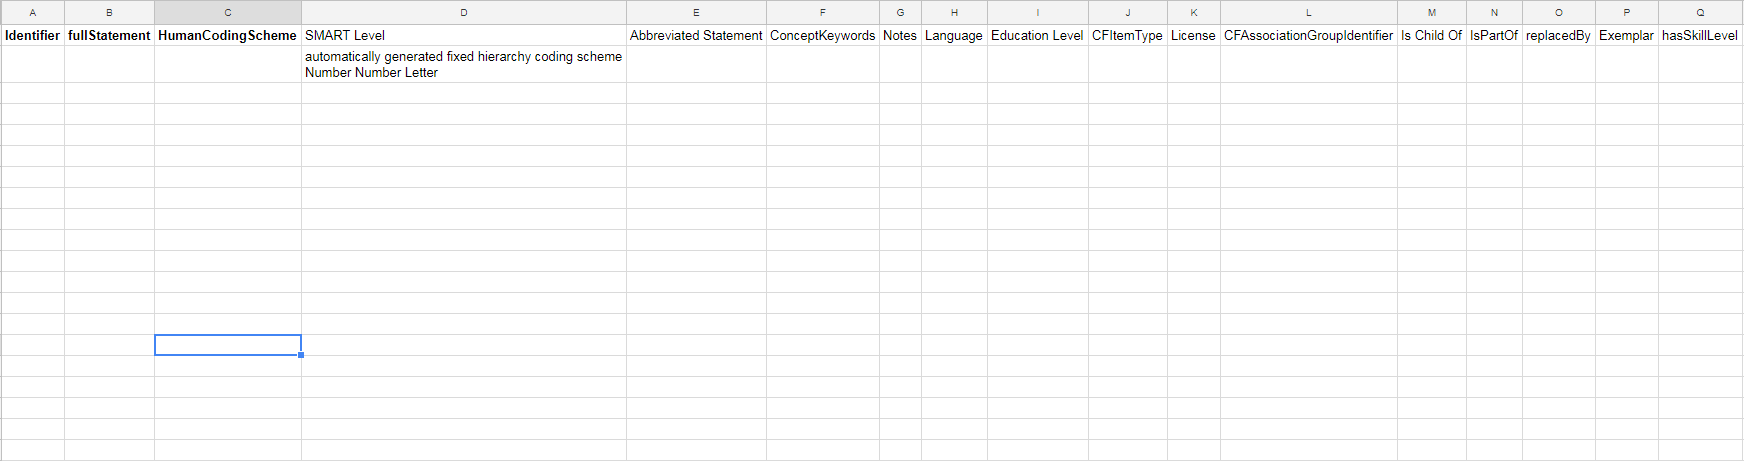 A B C D E F G H I J K L M N O P Q
Identifier fullStatement HumanCodingScheme SMART Level Abbreviated Statement ConceptKeywords Notes Language Education Level CFItemType License CFAssociationGroupIdentifier Is Child Of IsPartOf replacedBy Exemplar hasSkillLevel
automatically generated fixed hierarchy coding scheme
Number Number Letter